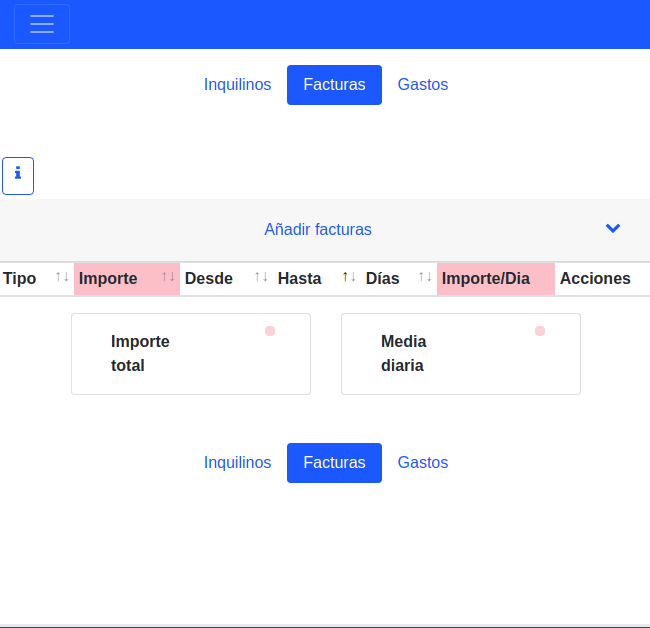 Inquilinos Facturas Gastos
i
Añadir facturas
Tipo ↑↓ Importe ↑↓ Desde ↑↓ Hasta ↑↓ Días ↑↓ Importe/Dia Acciones
Importe
total
Media
diaria
Inquilinos Facturas Gastos